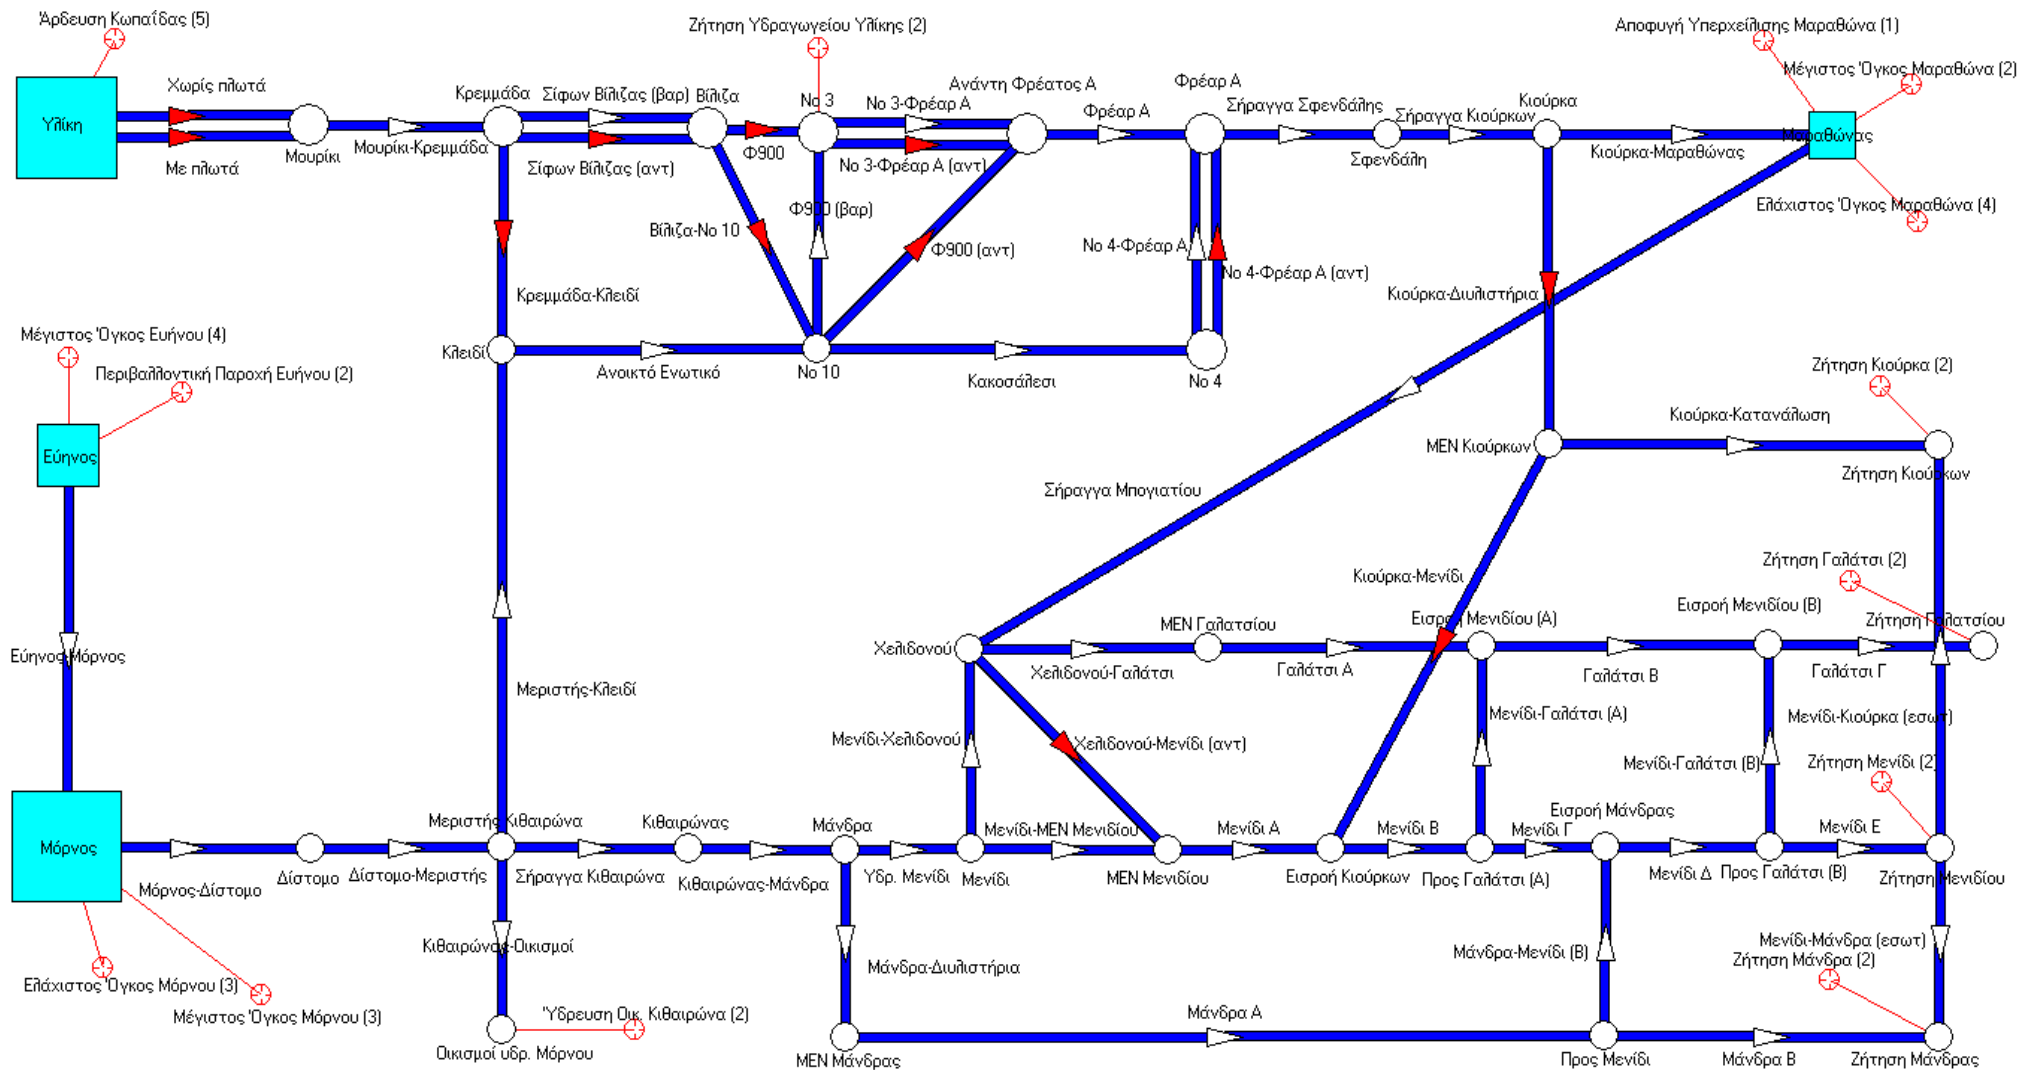 Άρδευση Κωπαΐδας (5)
Ζήτηση Υδραγωγείου Υλίκης (2)
Αποφυγή Υπερχείλισης Μαραθώνα (1)
Μέγιστος Όγκος Μαραθώνα (2)
Χωρίς πλωτά
Κρεμμάδα
Σίφων Βίλιζας (βαρ)
Βίλιζα
Νο 3
Νο 3-Φρέαρ Α
Ανάντη Φρέατος Α
Φρέαρ Α
Φρέαρ Α
Σήραγγα Σφενδάλης
Σήραγγα Κιούρκων
Κιούρκα
Υλίκη
Μαραθώνας
Με πλωτά
Μουρίκι
Μουρίκι-Κρεμμάδα
Σίφων Βίλιζας (αντ)
Φ900
Νο 3-Φρέαρ Α (αντ)
Σφενδάλη
Κιούρκα-Μαραθώνας
Φ900 (βαρ)
Ελάχιστος Όγκος Μαραθώνα (4)
Βίλιζα-Νο 10
Φ900 (αντ)
Νο 4-Φρέαρ Α
Νο 4-Φρέαρ Α (αντ)
Κρεμμάδα-Κλειδί
Κιούρκα-Διυλιστήρια
Μέγιστος Όγκος Ευήνου (4)
Περιβαλλοντική Παροχή Ευήνου (2)
Κλειδί
Ανοικτό Ενωτικό
Νο 10
Κακοσάλεσι
Νο 4
Ζήτηση Κιούρκα (2)
Κιούρκα-Κατανάλωση
Εύηνος
ΜΕΝ Κιούρκων
Ζήτηση Κιούρκων
Σήραγγα Μπογιατίου
Ζήτηση Γαλάτσι (2)
Κιούρκα-Μενίδι
Εισροή Μενιδίου (Α)
Εισροή Μενιδίου (Β)
Ζήτηση Γαλατσίου
Εύηνος-Μόρνος
Χελιδονού
ΜΕΝ Γαλατσίου
Χελιδονού-Γαλάτσι
Γαλάτσι Α
Γαλάτσι Β
Γαλάτσι Γ
Μεριστής-Κλειδί
Μενίδι-Χελιδονού
Χελιδονού-Μενίδι (αντ)
Μενίδι-Γαλάτσι (Α)
Μενίδι-Κιούρκα (εσωτ)
Μενίδι-Γαλάτσι (Β)
Ζήτηση Μενίδι (2)
Μεριστής Κιθαιρώνα
Κιθαιρώνας
Μάνδρα
Μενίδι-ΜΕΝ Μενιδίου
Μενίδι Α
Μενίδι Β
Μενίδι Γ
Εισροή Μάνδρας
Μενίδι Ε
Μόρνος
Μόρνος-Δίστομο
Δίστομο
Δίστομο-Μεριστής
Σήραγγα Κιθαιρώνα
Κιθαιρώνας-Μάνδρα
Υδρ. Μενίδι
Μενίδι
ΜΕΝ Μενιδίου
Εισροή Κιούρκων
Προς Γαλάτσι (Α)
Μενίδι Δ
Προς Γαλάτσι (Β)
Ζήτηση Μενιδίου
Κιθαιρώνας-Οικισμοί
Μάνδρα-Διυλιστήρια
Μάνδρα-Μενίδι (Β)
Μενίδι-Μάνδρα (εσωτ)
Ζήτηση Μάνδρα (2)
Ελάχιστος Όγκος Μόρνου (3)
Μέγιστος Όγκος Μόρνου (3)
Ύδρευση Οικ. Κιθαιρώνα (2)
Μάνδρα Α
Οικισμοί υδρ. Μόρνου
ΜΕΝ Μάνδρας
Προς Μενίδι
Μάνδρα Β
Ζήτηση Μάνδρας